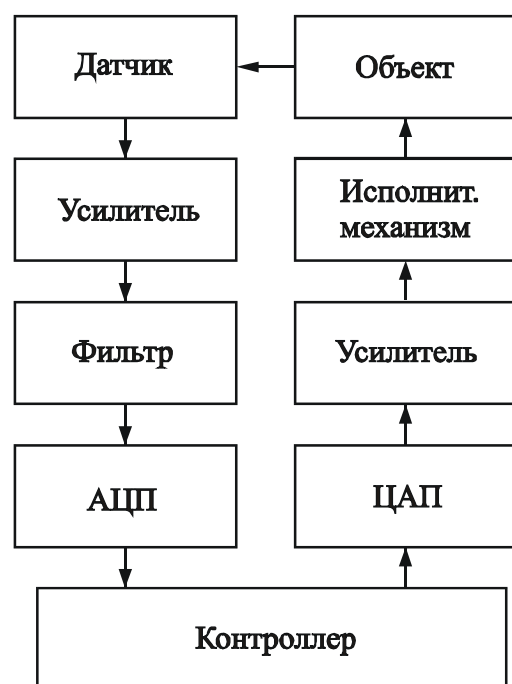 Датчик
Объект
Усилитель
Исполнит.
механизм
Фильтр
Усилитель
АЦП
ЦАП
Контроллер